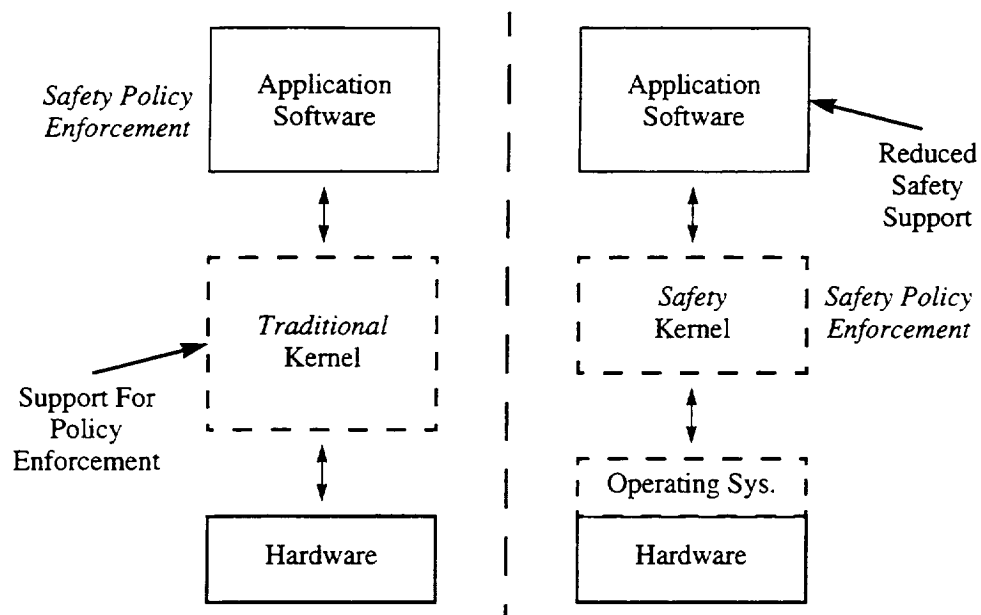 Safety Policy
Enforcement
Application
Software
Traditional
Kernel
Support For
Policy
Enforcement
Hardware
Application
Software
Reduced
Safety
Support
Safety
Kernel
Safety Policy
Enforcement
Operating Sys.
Hardware